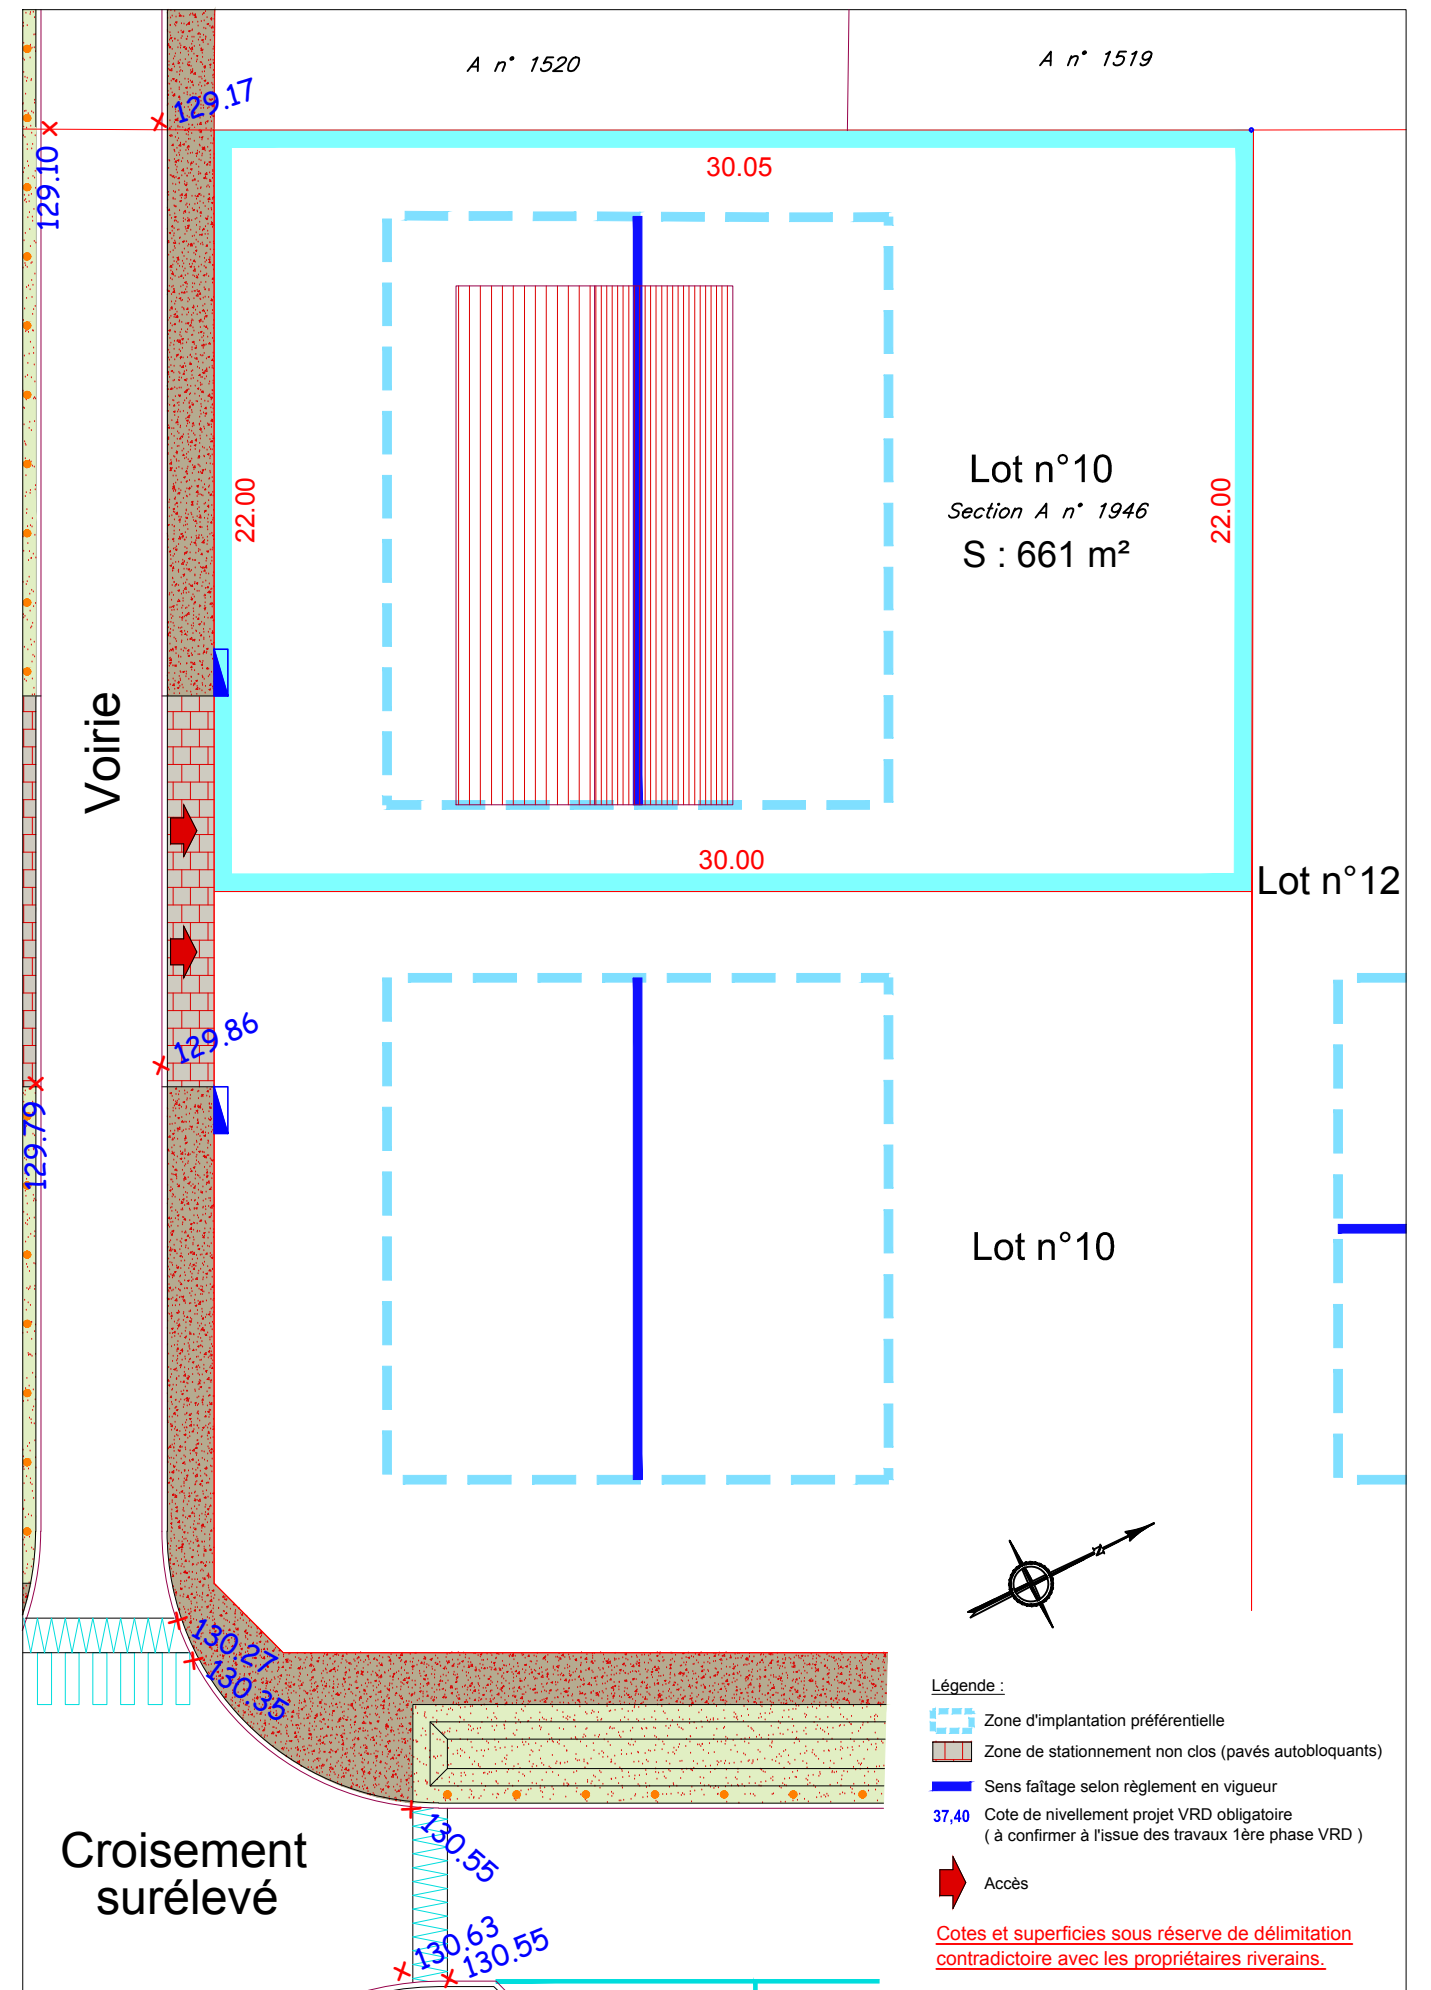 A n° 1520
A n° 1519
129.17
129.10
30.05
22.00
Lot n°10
Section A n° 1946
S : 661 m²
22.00
Voirie
30.00
Lot n°12
129.86
129.79
Lot n°10
N
130.27
130.35
Légende :
Zone d'implantation préférentielle
Zone de stationnement non clos (pavés autobloquants)
Sens faîtage selon règlement en vigueur
37,40 Cote de nivellement projet VRD obligatoire
( à confirmer à l'issue des travaux 1ère phase VRD )
Accès
Cotes et superficies sous réserve de délimitation
contradictoire avec les propriétaires riverains.
130.55
Croisement
surélevé
130.63
130.55